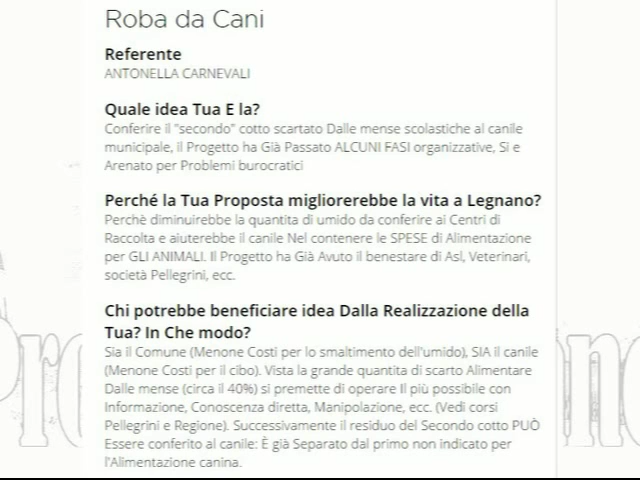 Roba da Cani
Referente
ANTONELLA CARNEVALI
Quale idea Tua E la?
Conferire il "secondo" cotto scartato Dalle mense scolastiche al canile
municipale, il Progetto ha Già Passato ALCUNI FASI organizzative, Si e
Arenato per Problemi burocratici
Perché la Tua Proposta migliorerebbe la vita a Legnano?
Perchè diminuirebbe la quantita di umido da conferire ai Centri di
Raccolta e aiuterebbe il canile Nel contenere le SPESE di Alimentazione
per GLI ANIMALI. Il Progetto ha Già Avuto il benestare di Asl, Veterinari,
società Pellegrini, ecc.
Chi potrebbe beneficiare idea Dalla Realizzazione della
Tua? In Che modo?
Sia il Comune (Menone Costi per lo smaltimento dell'umido), SIA il canile
(Menone Costi per il cibo). Vista la grande quantita di scarto Alimentare
Dalle mense (circa il 40%) si premette di operare Il più possibile con
Informazione, Conoscenza diretta, Manipolazione, ecc. (Vedi corsi
Pellegrini e Regione). Successivamente il residuo del Secondo cotto PUÒ
Essere conferito al canile: È già Separato dal primo non indicato per
l'Alimentazione canina.